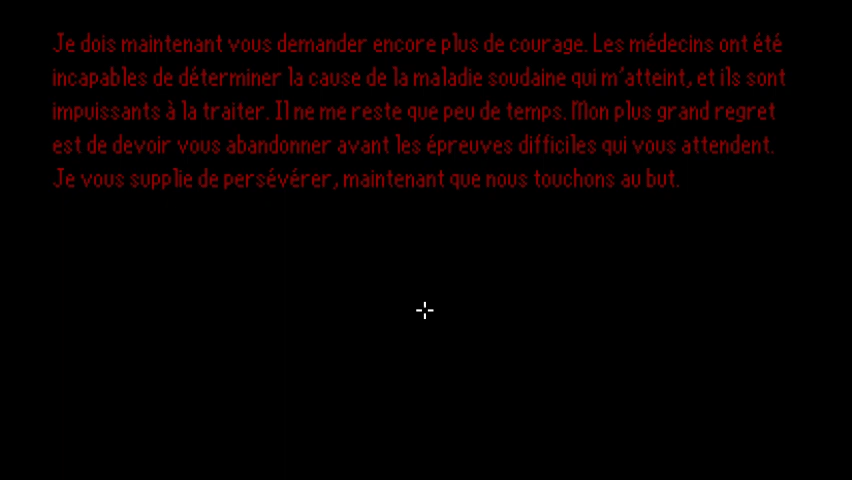 Je dois maintenant vous demander encore plus de courage. Les médecins ont été
incapables de déterminer la cause de la maladie soudaine qui m'atteint, et ils sont
impuissants à la traiter. Il ne me reste que peu de temps. Mon plus grand regret
est de devoir vous abandonner avant les épreuves difficiles qui vous attendent.
Je vous supplie de persévérer, maintenant que nous touchons au but.